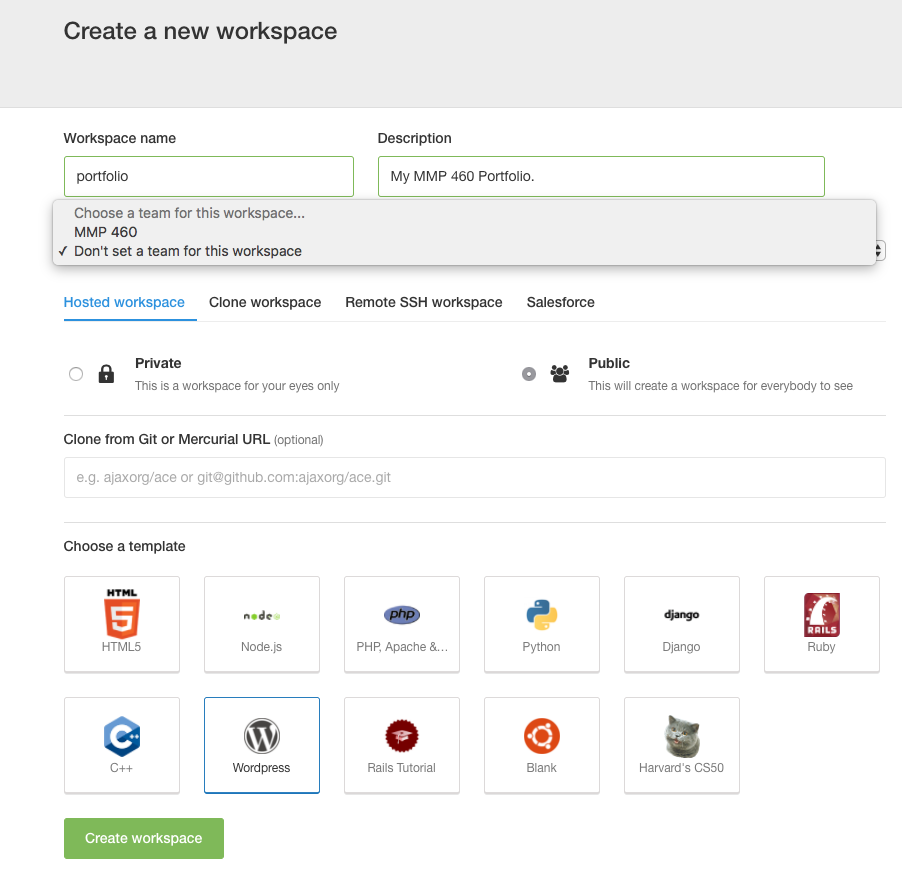 Create a new workspace
Workspace name
Description
portfolio
My MMP 460 Portfolio.
Choose a team for this workspace...
MMP 460
✓ Don't set a team for this workspace
Hosted workspace
Clone workspace
Remote SSH workspace
Salesforce
Private
This is a workspace for your eyes only
Public
This will create a workspace for everybody to see
Clone from Git or Mercurial URL (optional)
e.g. ajaxorg/ace or git@github.com:ajaxorg/ace.git
Choose a template
HTML
5
HTML5
node
Node.js
php
PHP, Apache &...
Python
django
Django
RAILS
Ruby
C++
C++
W
Wordpress
Rails Tutorial
Blank
Harvard's CS50
Create workspace